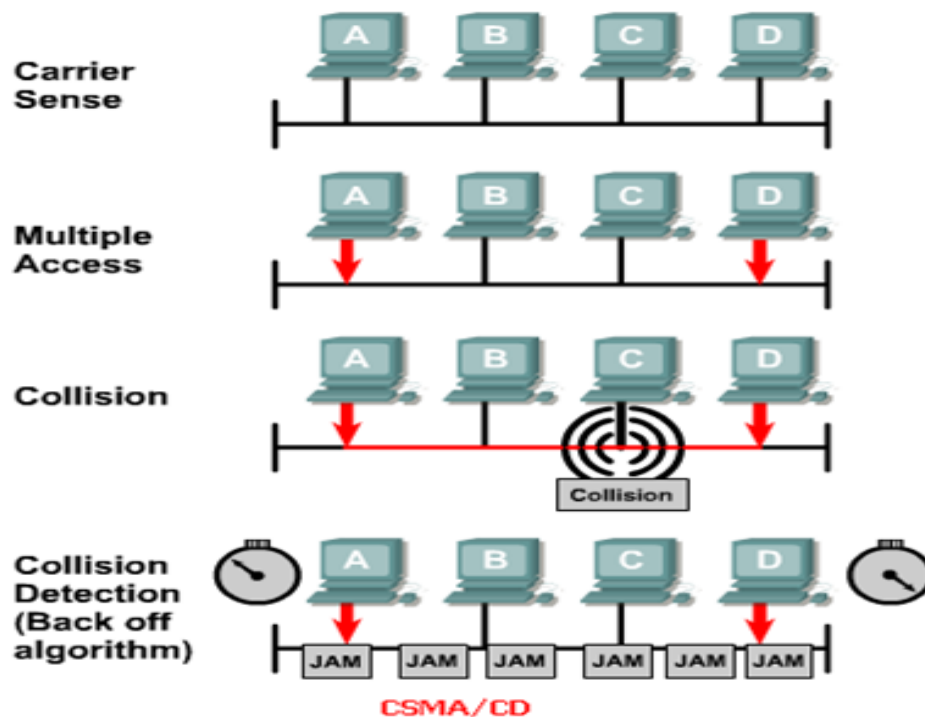 Carrier
Sense
A B C D
Multiple
Access
A B C D
Collision
A B C D
Collision
Collision
Detection
(Back off
algorithm)
A B C D
JAM JAM JAM JAM JAM JAM
CSMA/CD